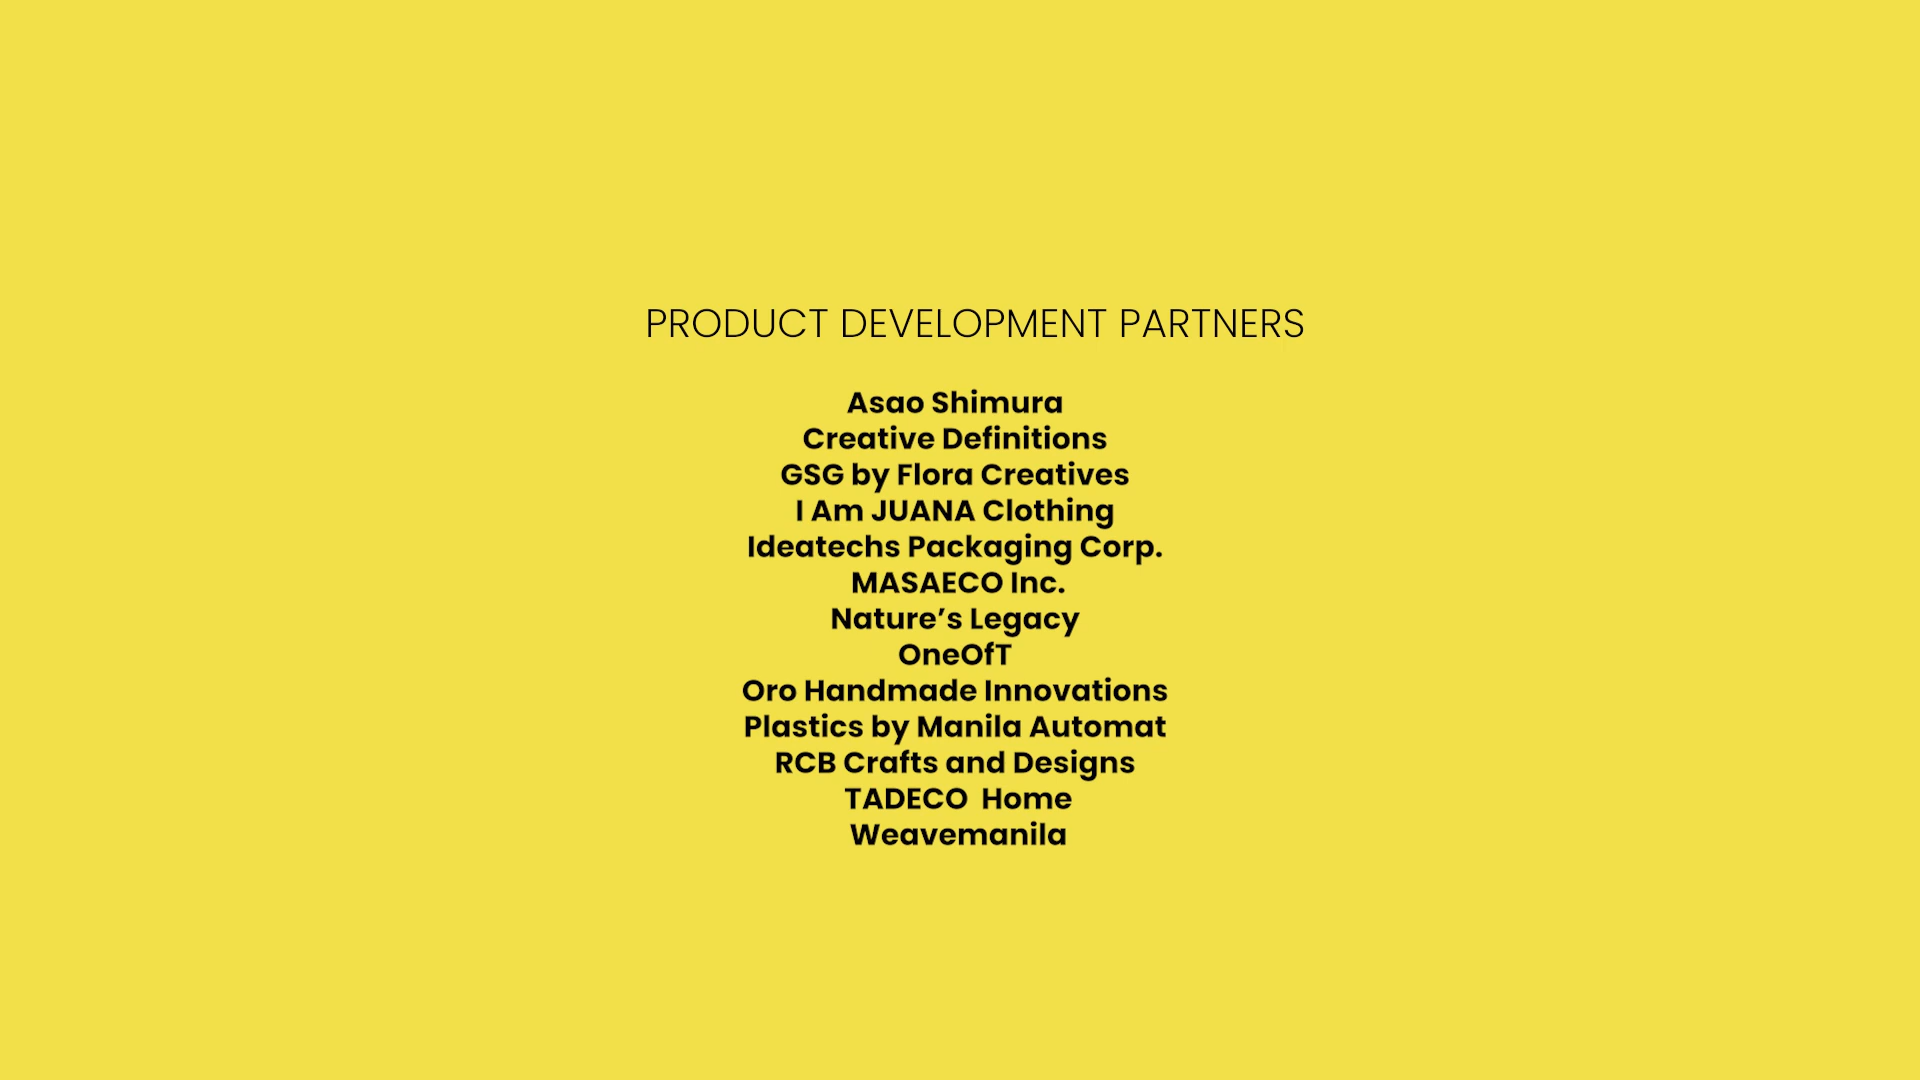 PRODUCT DEVELOPMENT PARTNERS
Asao Shimura
Creative Definitions
GSG by Flora Creatives
I Am JUANA Clothing
Ideatechs Packaging Corp.
MASAECO Inc.
Nature’s Legacy
OneOfT
Oro Handmade Innovations
Plastics by Manila Automat
RCB Crafts and Designs
TADECO  Home
Weavemanila